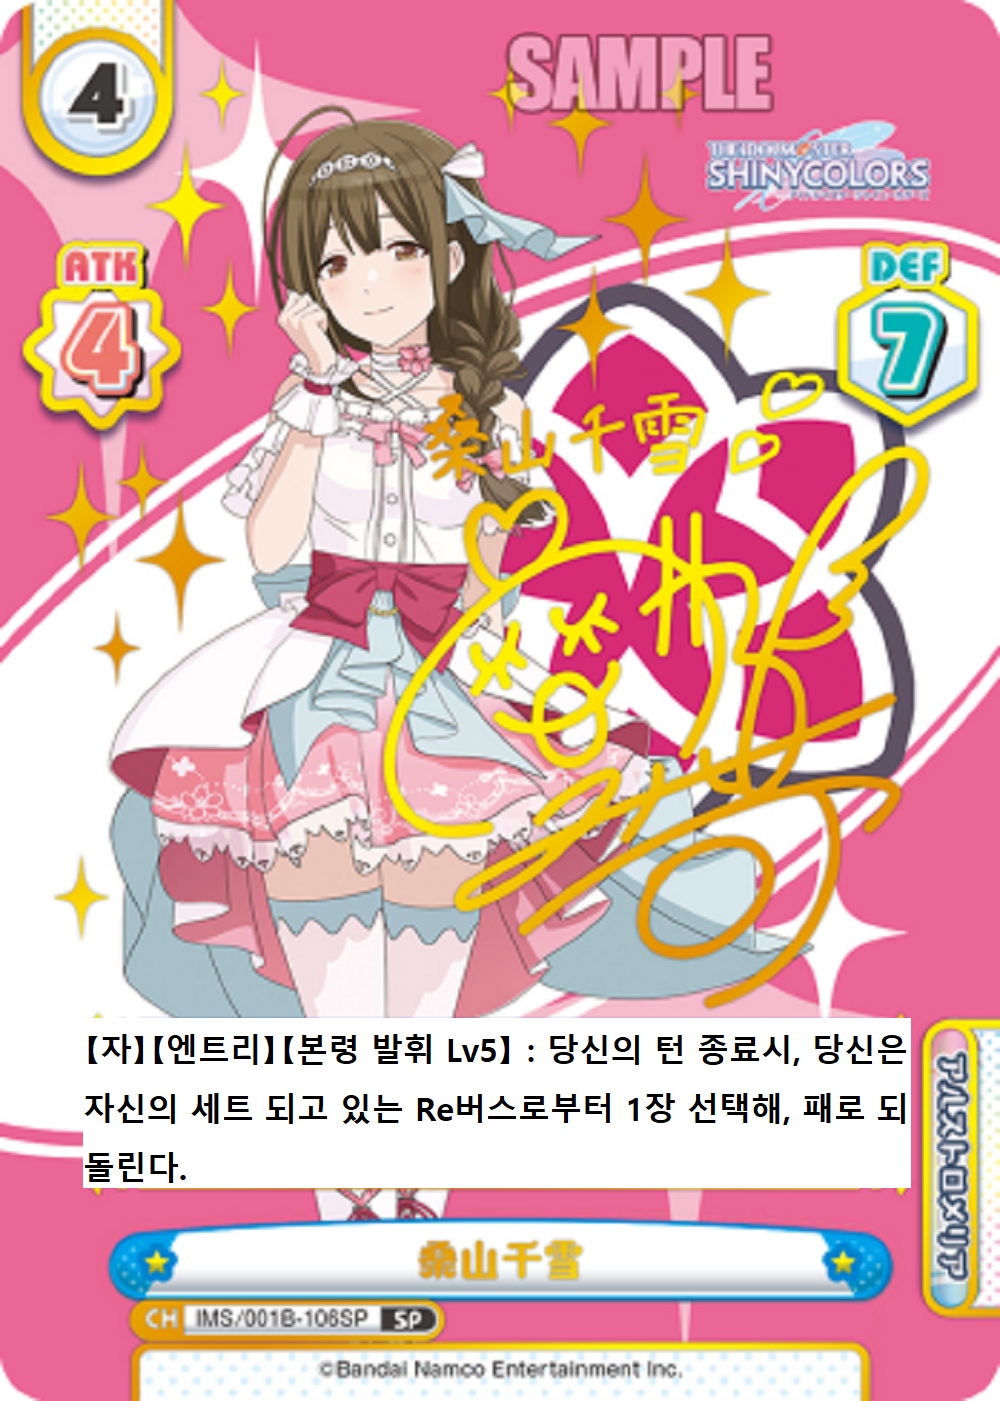 4
SAMPLE
THE IDOLM@STER
SHINYCOLORS
ATK
4
DEF
7
桑山千雪
【자】【엔트리】【본령 발휘 Lv5】 : 당신의 턴 종료시, 당신은
자신의 세트 되고 있는 Re버스로부터 1장 선택해, 패로 되
돌린다.
アルストロメリア
桑山千雪
CH IMS/001B-106SP SP
©Bandai Namco Entertainment Inc.